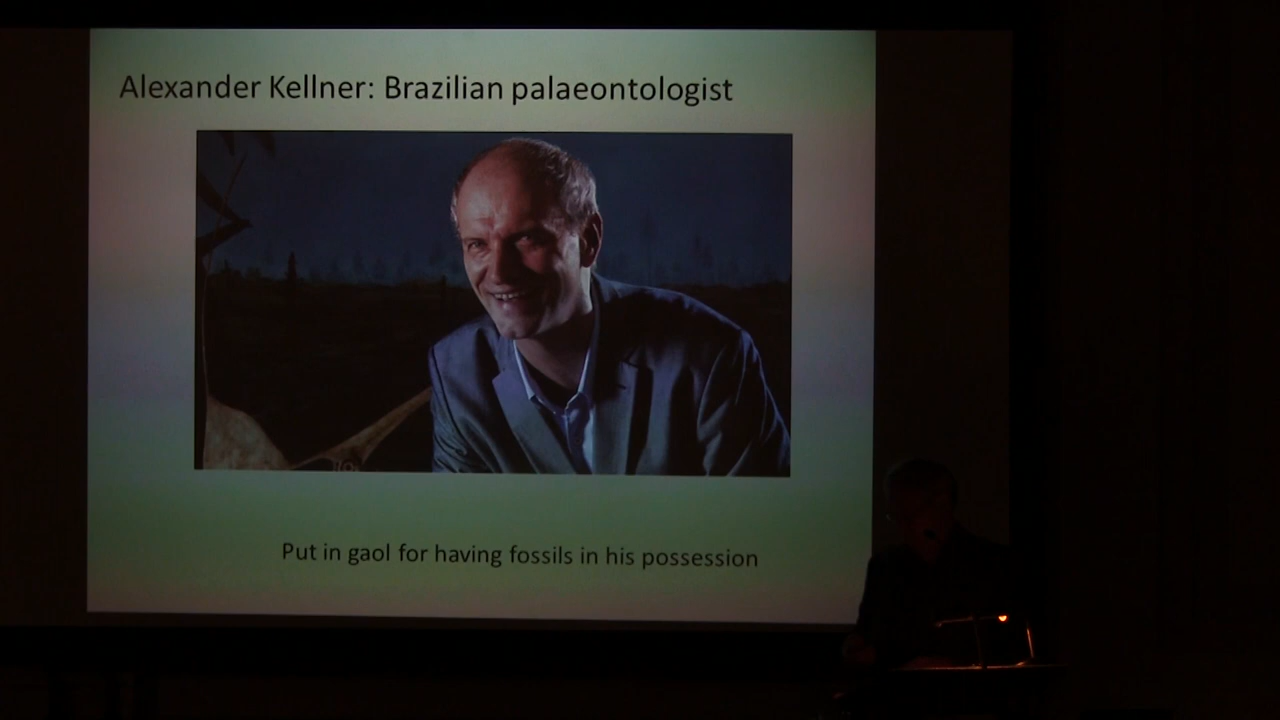 Alexander Kellner: Brazilian palaeontologist
Put in gaol for having fossils in his possession